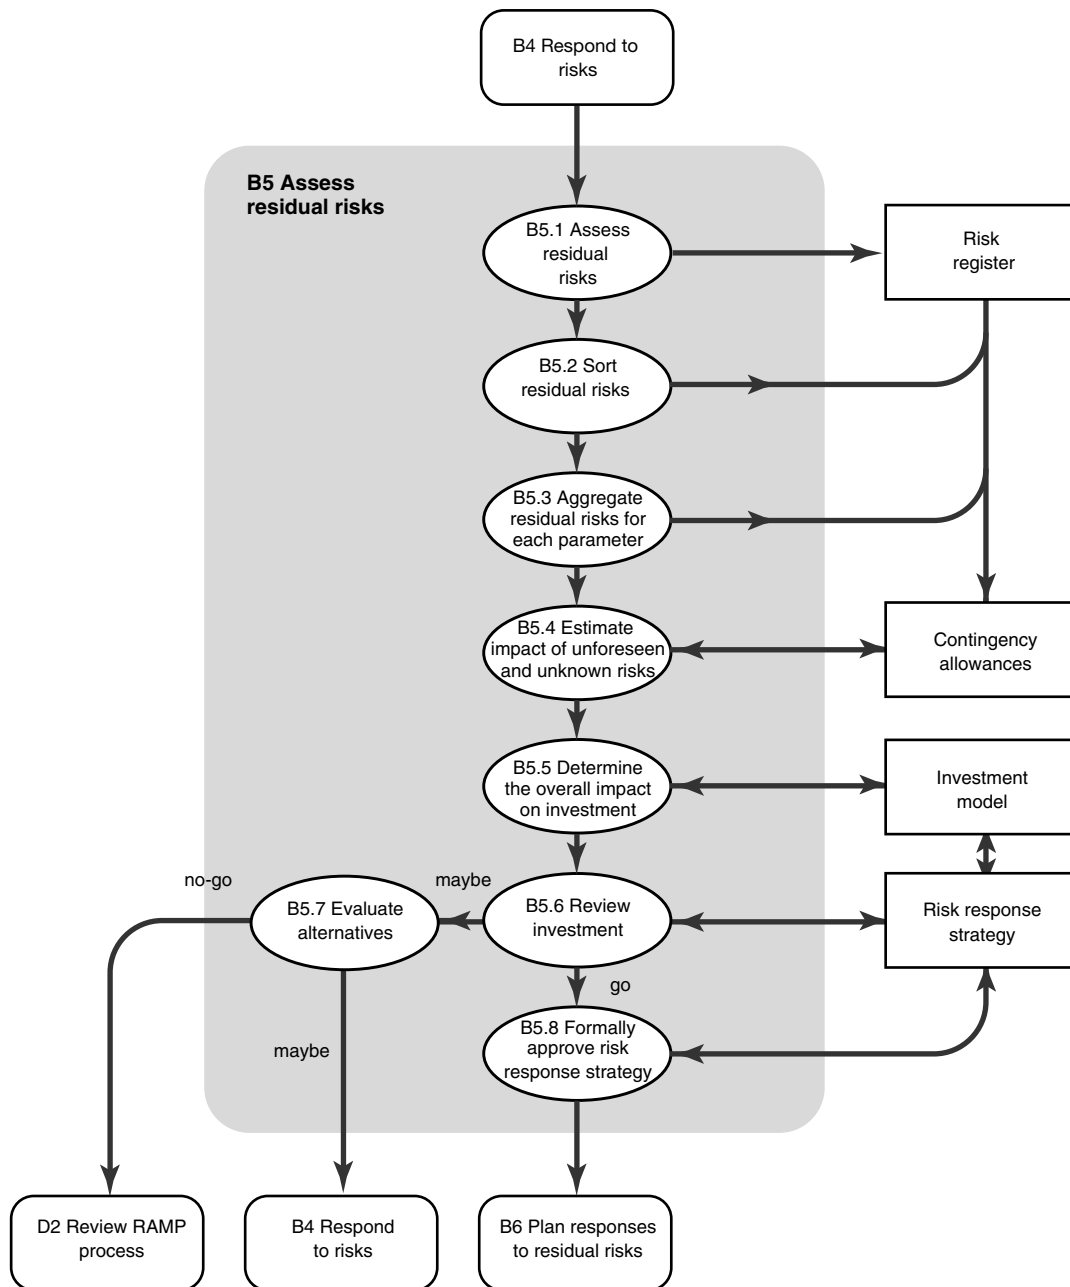 B4 Respond to
risks
B5 Assess
residual risks
B5.1 Assess
residual
risks
Risk
register
B5.2 Sort
residual risks
B5.3 Aggregate
residual risks for
each parameter
B5.4 Estimate
impact of unforeseen
and unknown risks
Contingency
allowances
B5.5 Determine
the overall impact
on investment
Investment
model
no-go
maybe
B5.7 Evaluate
alternatives
B5.6 Review
investment
Risk response
strategy
go
maybe
B5.8 Formally
approve risk
response strategy
D2 Review RAMP
process
B4 Respond
to risks
B6 Plan responses
to residual risks